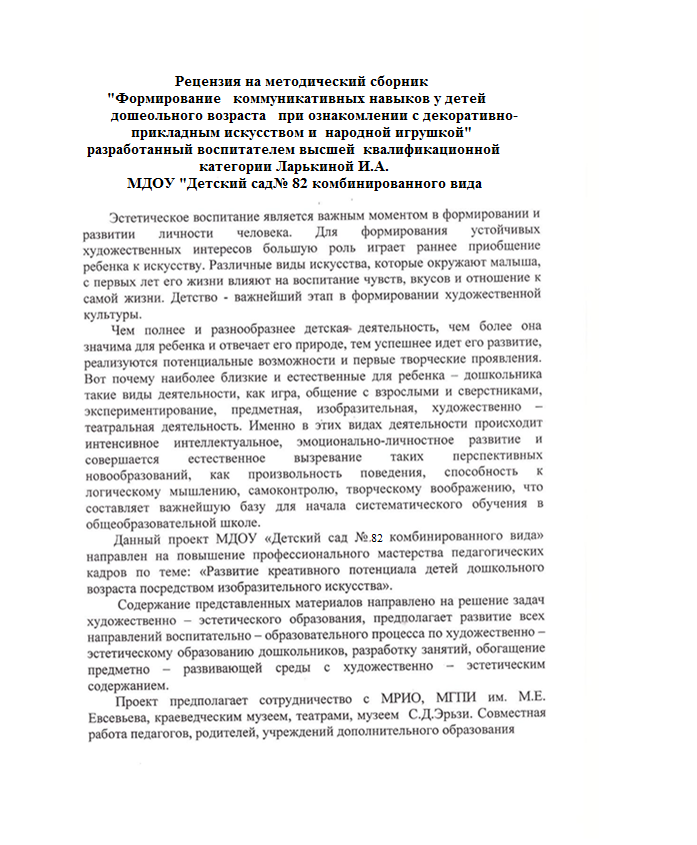 Рецензия на методический сборник
"Формирование коммуникативных навыков у детей
дошеольного возраста при ознакомлении с декоративно-
прикладным искусством и народной игрушкой"
разработанный воспитателем высшей квалификационной
категории Ларькиной И.А.
МДОУ "Детский сад№ 82 комбинированного вида
Эстетическое воспитание является важным моментом в формировании и
развитии личности человека. Для формирования устойчивых
художественных интересов большую роль играет раннее приобщение
ребенка к искусству. Различные виды искусства, которые окружают малыша,
с первых лет его жизни влияют на воспитание чувств, вкусов и отношение к
самой жизни. Детство - важнейший этап в формировании художественной
культуры.
Чем полнее и разнообразнее детская деятельность, чем более она
значима для ребенка и отвечает его природе, тем успешнее идет его развитие,
реализуются потенциальные возможности и первые творческие проявления.
Вот почему наиболее близкие и естественные для ребенка – дошкольника
такие виды деятельности, как игра, общение с взрослыми и сверстниками,
экспериментирование, предметная, изобразительная, художественно –
театральная деятельность. Именно в этих видах деятельности происходит
интенсивное интеллектуальное, эмоционально-личностное развитие и
совершается естественное вызревание таких перспективных
новообразований, как произвольность поведения, способность к
логическому мышлению, самоконтролю, творческому воображению, что
составляет важнейшую базу для начала систематического обучения в
общеобразовательной школе.
Данный проект МДОУ «Детский сад № 82 комбинированного вида»
направлен на повышение профессионального мастерства педагогических
кадров по теме: «Развитие креативного потенциала детей дошкольного
возраста посредством изобразительного искусства».
Содержание представленных материалов направлено на решение задач
художественно – эстетического образования, предполагает развитие всех
направлений воспитательно – образовательного процесса по художественно –
эстетическому образованию дошкольников, разработку занятий, обогащение
предметно – развивающей среды с художественно – эстетическим
содержанием.
Проект предполагает сотрудничество с МРИО, МГПИ им. М.Е.
Евсевьева, краеведческим музеем, театрами, музеем С.Д.Эрьзи. Совместная
работа педагогов, родителей, учреждений дополнительного образования